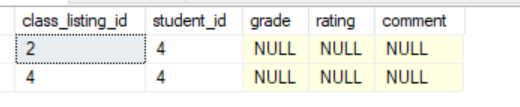 class_listing_id student_id grade rating comment
2 4 NULL NULL NULL
4 4 NULL NULL NULL